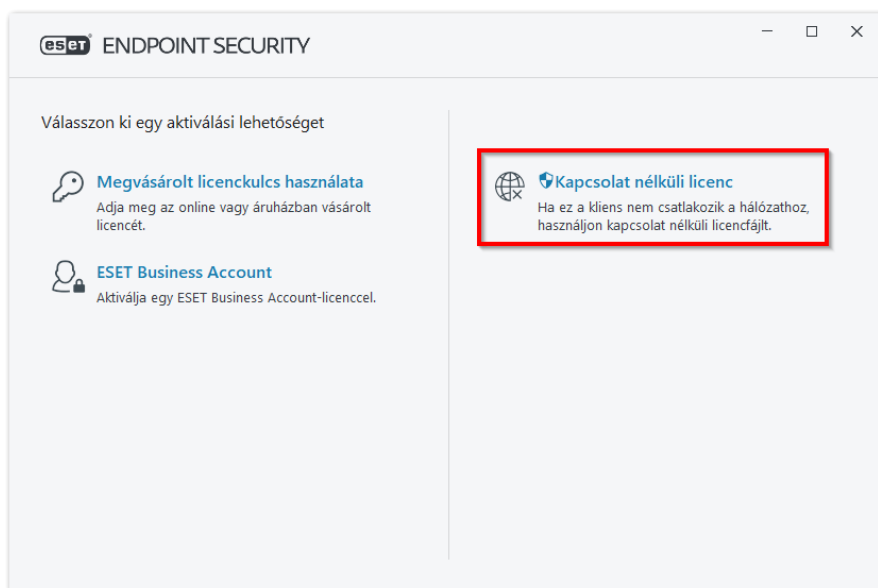 eset ENDPOINT SECURITY
Válasszon ki egy aktiválási lehetőséget
Megvásárolt licenckulcs használata
Adja meg az online vagy áruházban vásárolt
licencét.
ESET Business Account
Aktiválja egy ESET Business Account-licenccel.
Kapcsolat nélküli licenc
Ha ez a kliens nem csatlakozik a hálózathoz,
használjon kapcsolat nélküli licencfájlt.